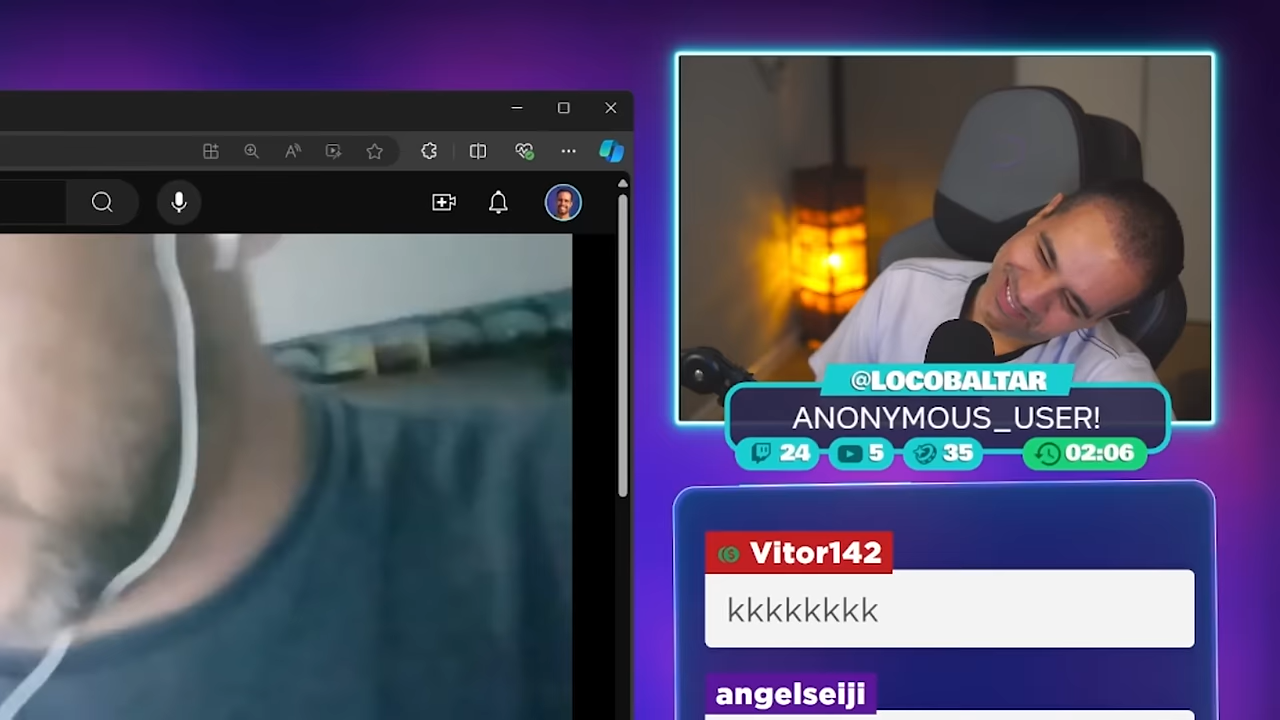 @LOCOBALTAR
ANONYMOUS_USER!
24 5 35 02:06
Vitor142
kkkkkkkk
angelseiji